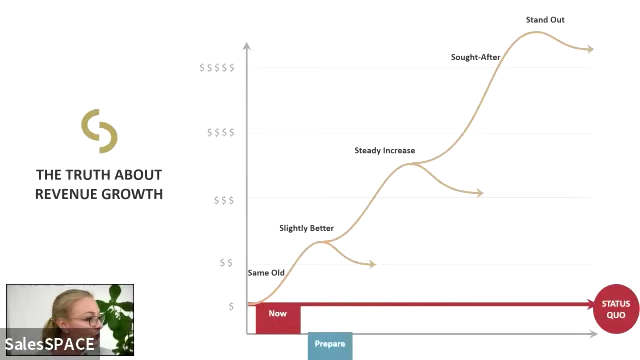 Stand Out
Sought-After
$ $ $ $ $
$ $ $ $
THE TRUTH ABOUT
REVENUE GROWTH
Steady Increase
$ $ $
Slightly Better
$ $
Same Old
$
Now
STATUS
QUO
Prepare
SalesSPACE